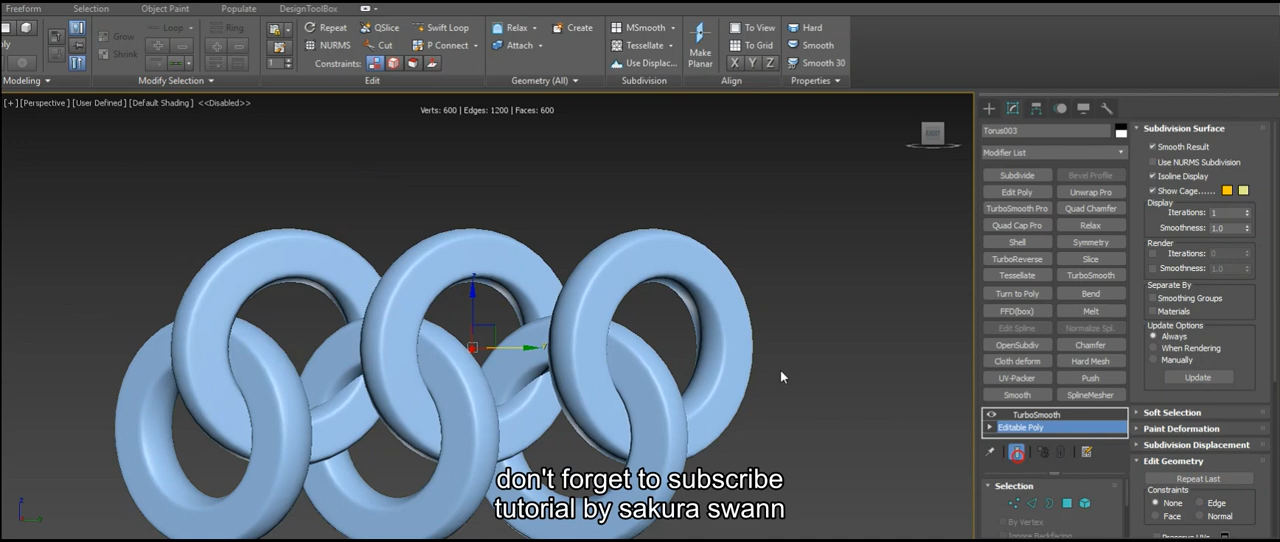 Freeform Selection Object Paint Populate DesignToolBox
Grow Loop Ring Repeat QSlice Swift Loop Relax Create MSmooth To View Hard
Shrink NURMS Cut P Connect Attach Tessellate Make Planar To Grid Smooth
1 Constraints: Use Displac... X Y Z Smooth 30
Modeling Modify Selection Edit Geometry (All) Subdivision Align Properties
[+] [Perspective] [User Defined] [Default Shading] <<Disabled>>
Verts: 600 | Edges: 1200 | Faces: 600
Torus003
Modifier List
Subdivide Bevel Profile
Edit Poly Unwrap Pro
TurboSmooth Pro Quad Chamfer
Quad Cap Pro Relax
Shell Symmetry
TurboReverse Slice
Tessellate TurboSmooth
Turn to Poly Bend
FFD(box) Melt
Edit Spline Normalize Spl.
OpenSubdiv Chamfer
Cloth deform Hard Mesh
UV-Packer Push
Smooth SplineMesher
TurboSmooth
Editable Poly
Selection
By Vertex
Ignore Backfacing
Subdivision Surface
Smooth Result
Use NURMS Subdivision
Isoline Display
Show Cage......
Display
Iterations: 1
Smoothness: 1.0
Render
Iterations: 0
Smoothness: 1.0
Separate By
Smoothing Groups
Materials
Update Options
Always
When Rendering
Manually
Update
Soft Selection
Paint Deformation
Subdivision Displacement
Edit Geometry
Repeat Last
Constraints
None Edge
Face Normal
Preserve UVs
don't forget to subscribe
tutorial by sakura swann